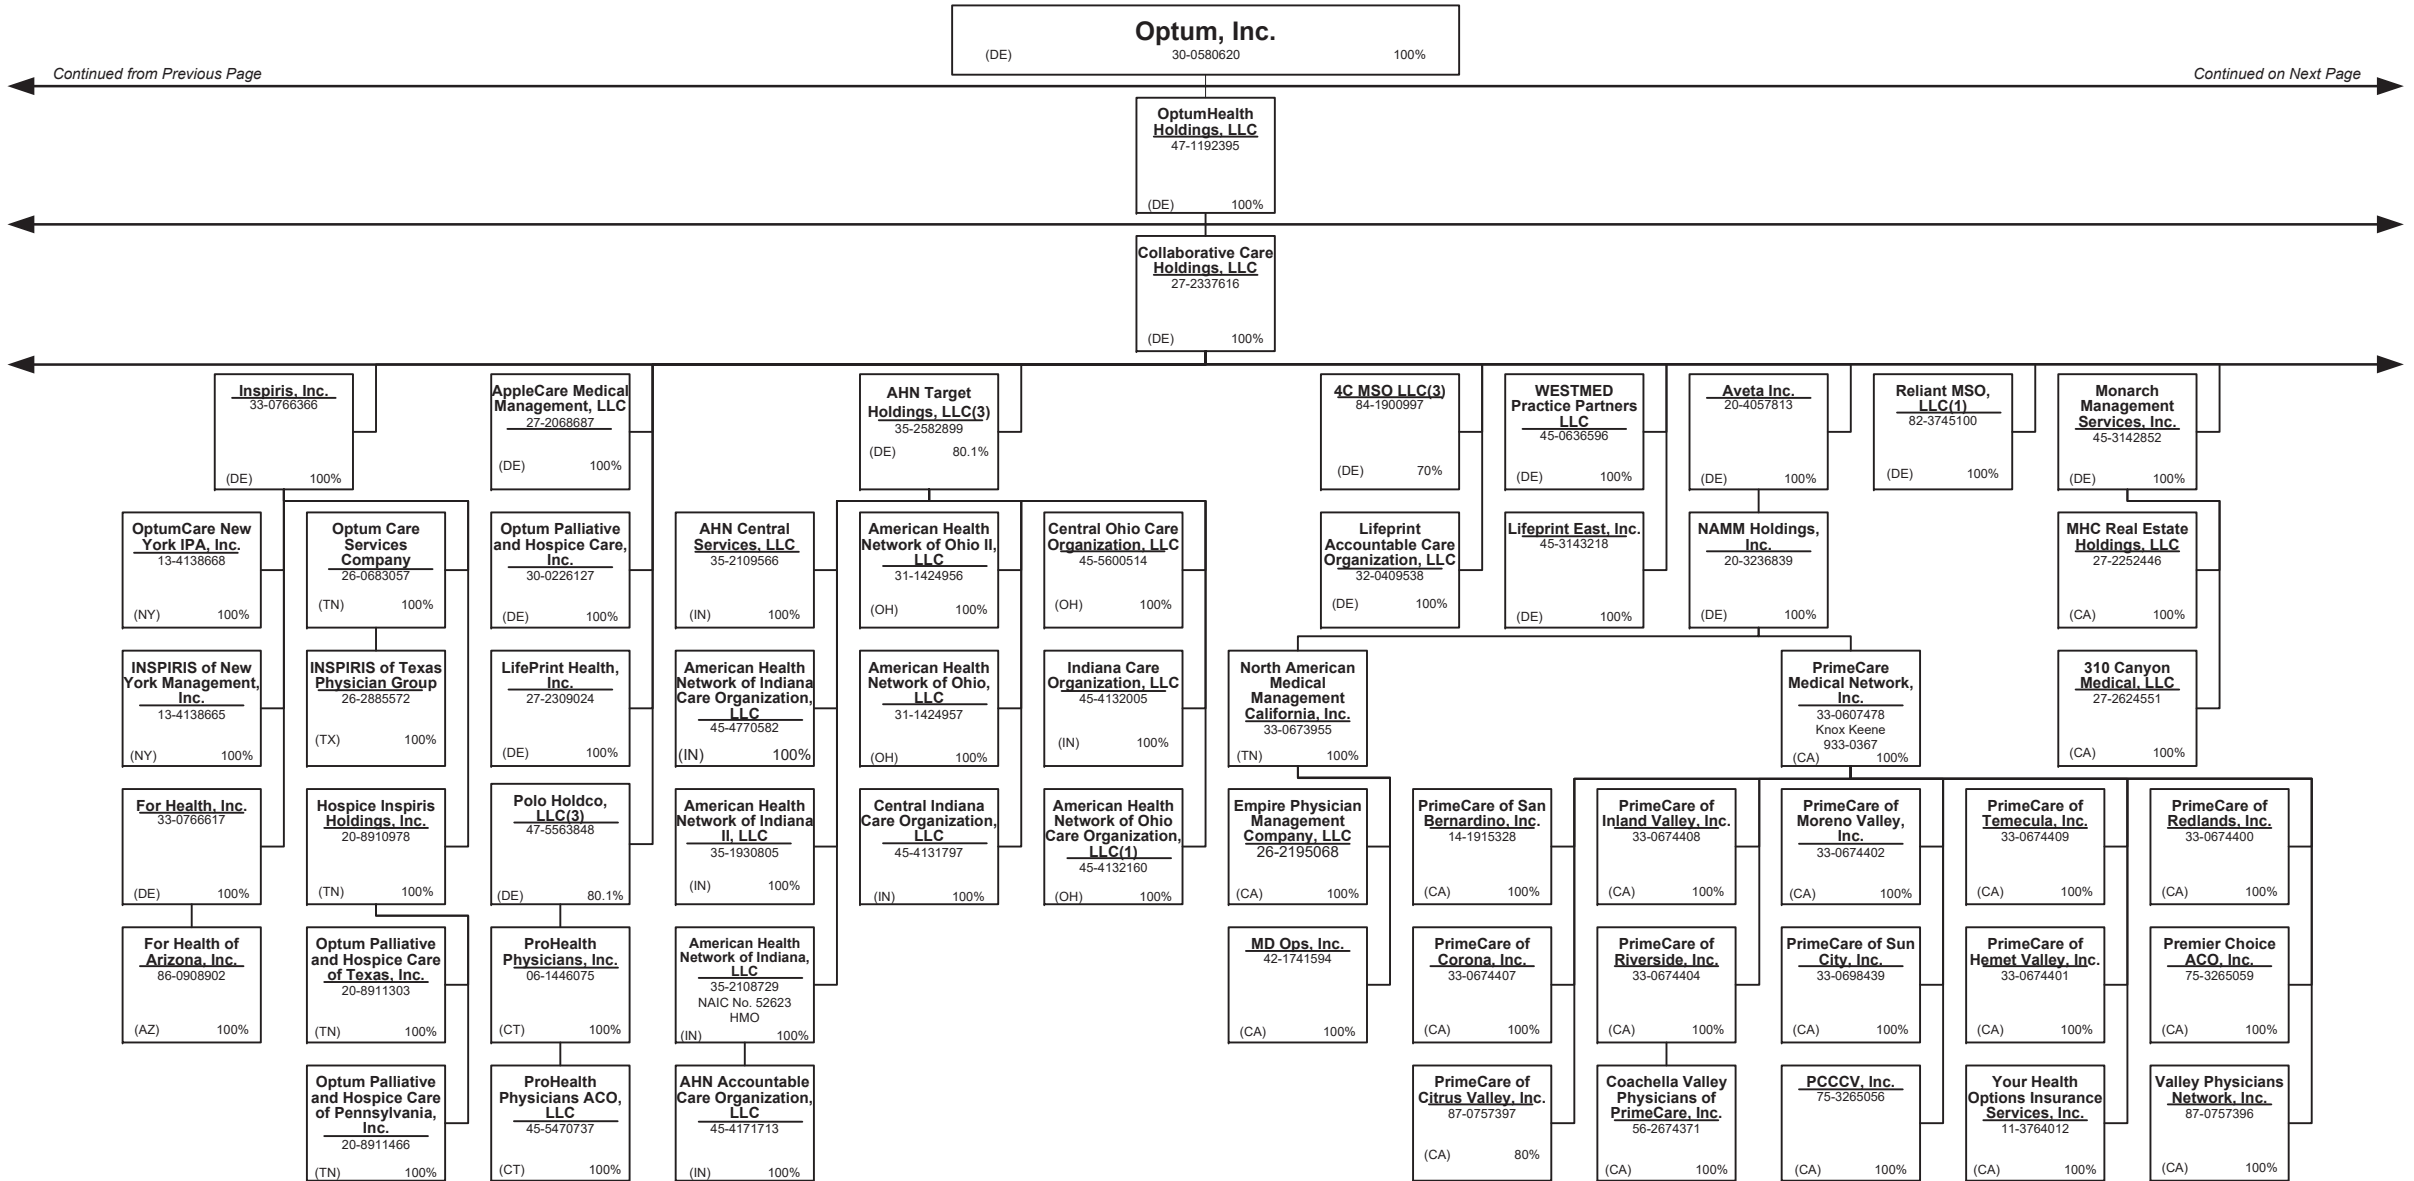 Optum, Inc.
(DE) 30-0580620 100%
Continued from Previous Page
Continued on Next Page
OptumHealth
Holdings, LLC
47-1192395
(DE) 100%
Collaborative Care
Holdings, LLC
27-2337616
(DE) 100%
Inspiris, Inc.
33-0766366
(DE) 100%
AppleCare Medical
Management, LLC
27-2068687
(DE) 100%
AHN Target
Holdings, LLC(3)
35-2582899
(DE) 80.1%
4C MSO LLC(3)
84-1900997
(DE) 70%
WESTMED
Practice Partners
LLC
45-0636596
(DE) 100%
Aveta Inc.
20-4057813
(DE) 100%
Reliant MSO,
LLC(1)
82-3745100
(DE) 100%
Monarch
Management
Services, Inc.
45-3142852
(DE) 100%
OptumCare New
York IPA, Inc.
13-4138668
(NY) 100%
Optum Care
Services
Company
26-0683057
(TN) 100%
Optum Palliative
and Hospice Care,
Inc.
30-0226127
(DE) 100%
AHN Central
Services, LLC
35-2109566
(IN) 100%
American Health
Network of Ohio II,
LLC
31-1424956
(OH) 100%
Central Ohio Care
Organization, LLC
45-5600514
(OH) 100%
Lifeprint
Accountable Care
Organization, LLC
32-0409538
(DE) 100%
Lifeprint East, Inc.
45-3143218
(DE) 100%
NAMM Holdings,
Inc.
20-3236839
(DE) 100%
MHC Real Estate
Holdings, LLC
27-2252446
(CA) 100%
INSPIRIS of New
York Management,
Inc.
13-4138665
(NY) 100%
INSPIRIS of Texas
Physician Group
26-2885572
(TX) 100%
LifePrint Health,
Inc.
27-2309024
(DE) 100%
American Health
Network of Indiana
Care Organization,
LLC
45-4770582
(IN) 100%
American Health
Network of Ohio,
LLC
31-1424957
(OH) 100%
Indiana Care
Organization, LLC
45-4132005
(IN) 100%
North American
Medical
Management
California, Inc.
33-0673955
(TN) 100%
PrimeCare
Medical Network,
Inc.
33-0607478
Knox Keene
933-0367
(CA) 100%
310 Canyon
Medical, LLC
27-2624551
(CA) 100%
For Health, Inc.
33-0766617
(DE) 100%
Hospice Inspiris
Holdings, Inc.
20-8910978
(TN) 100%
Polo Holdco,
LLC(3)
47-5563848
(DE) 80.1%
American Health
Network of Indiana
II, LLC
35-1930805
(IN) 100%
Central Indiana
Care Organization,
LLC
45-4131797
(IN) 100%
American Health
Network of Ohio
Care Organization,
LLC(1)
45-4132160
(OH) 100%
Empire Physician
Management
Company, LLC
26-2195068
(CA) 100%
PrimeCare of San
Bernardino, Inc.
14-1915328
(CA) 100%
PrimeCare of
Inland Valley, Inc.
33-0674408
(CA) 100%
PrimeCare of
Moreno Valley,
Inc.
33-0674402
(CA) 100%
PrimeCare of
Temecula, Inc.
33-0674409
(CA) 100%
PrimeCare of
Redlands, Inc.
33-0674400
(CA) 100%
For Health of
Arizona, Inc.
86-0908902
(AZ) 100%
Optum Palliative
and Hospice Care
of Texas, Inc.
20-8911303
(TN) 100%
ProHealth
Physicians, Inc.
06-1446075
(CT) 100%
American Health
Network of Indiana,
LLC
35-2108729
NAIC No. 52623
HMO
(IN) 100%
MD Ops, Inc.
42-1741594
(CA) 100%
PrimeCare of
Corona, Inc.
33-0674407
(CA) 100%
PrimeCare of
Riverside, Inc.
33-0674404
(CA) 100%
PrimeCare of Sun
City, Inc.
33-0698439
(CA) 100%
PrimeCare of
Hemet Valley, Inc.
33-0674401
(CA) 100%
Premier Choice
ACO, Inc.
75-3265059
(CA) 100%
Optum Palliative
and Hospice Care
of Pennsylvania,
Inc.
20-8911466
(TN) 100%
ProHealth
Physicians ACO,
LLC
45-5470737
(CT) 100%
AHN Accountable
Care Organization,
LLC
45-4171713
(IN) 100%
PrimeCare of
Citrus Valley, Inc.
87-0757397
(CA) 80%
Coachella Valley
Physicians of
PrimeCare, Inc.
56-2674371
(CA) 100%
PCCCV, Inc.
75-3265056
(CA) 100%
Your Health
Options Insurance
Services, Inc.
11-3764012
(CA) 100%
Valley Physicians
Network, Inc.
87-0757396
(CA) 100%